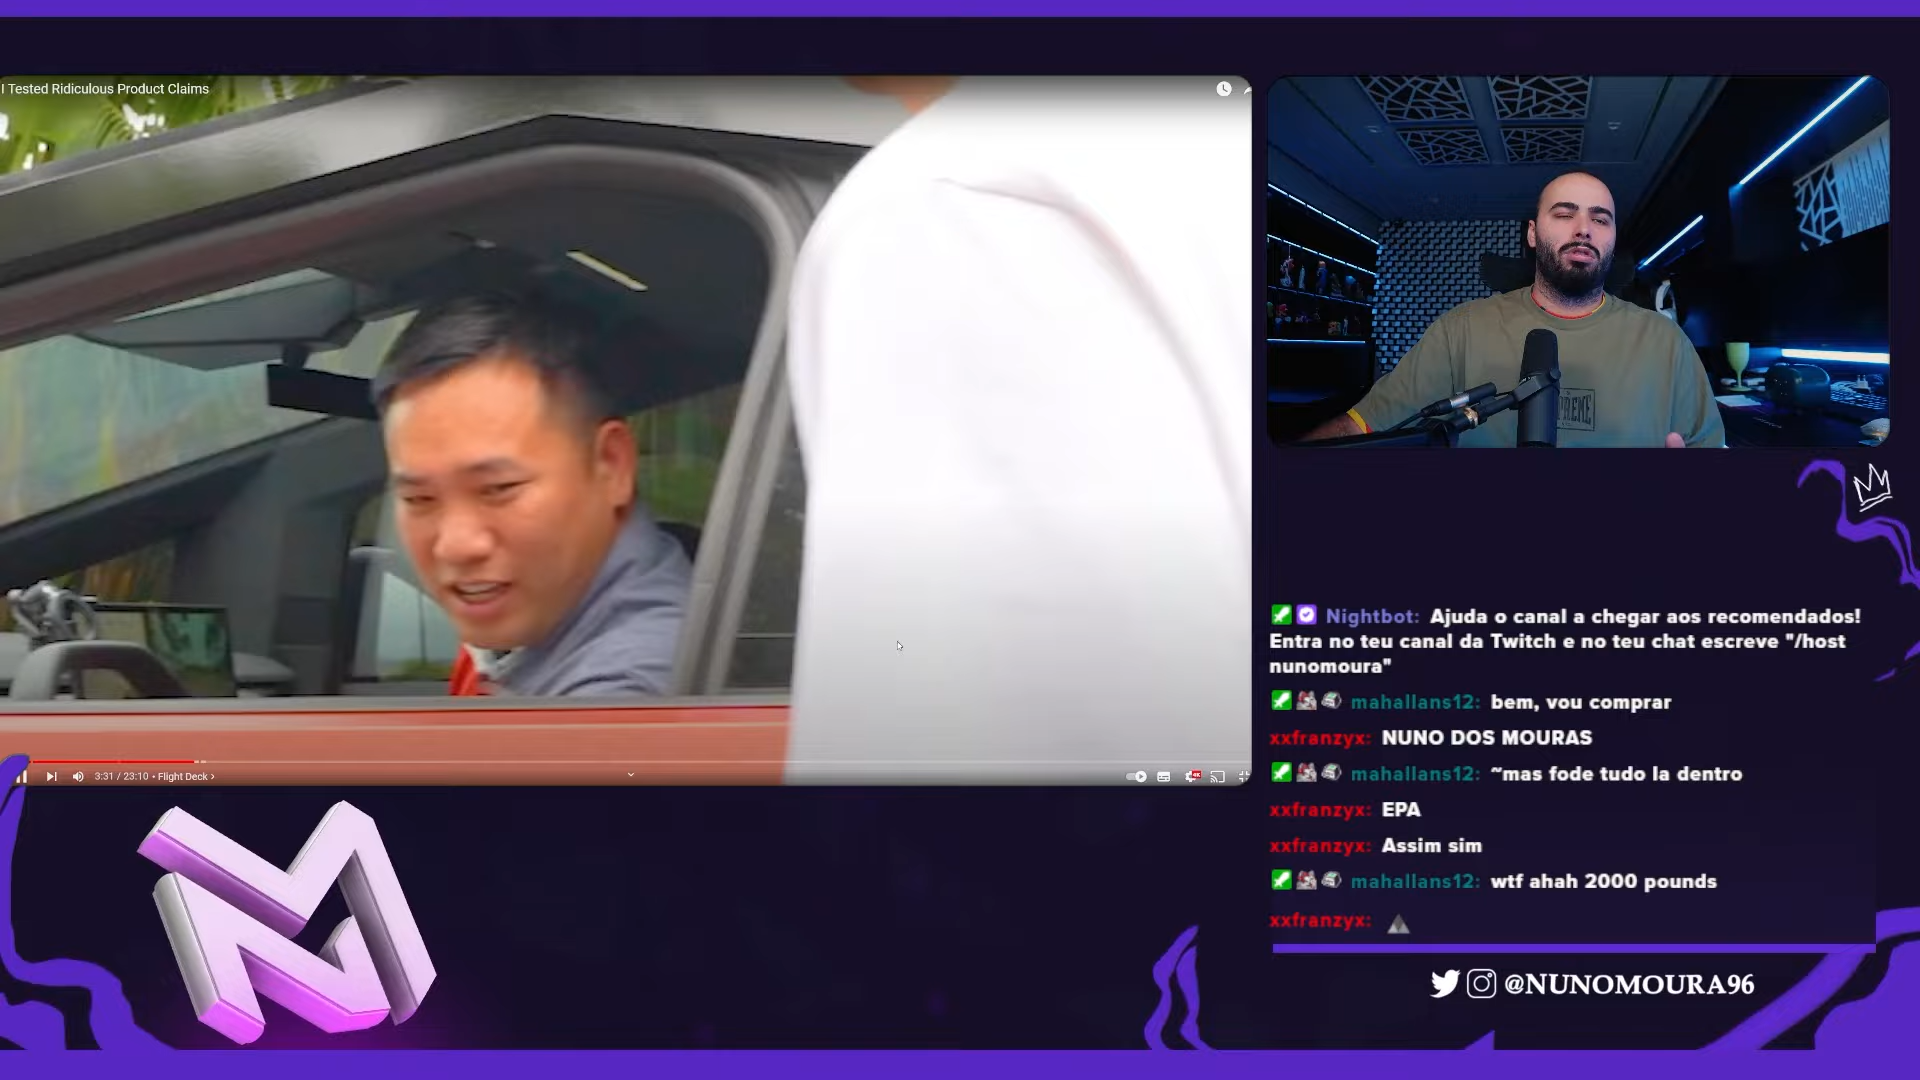 I Tested Ridiculous Product Claims
PREME
3:31 / 23:10 • Flight Deck ›
4K
Nightbot: Ajuda o canal a chegar aos recomendados!
Entra no teu canal da Twitch e no teu chat escreve "/host
nunomoura"
mahallans12: bem, vou comprar
xxfranzyx: NUNO DOS MOURAS
mahallans12: ~mas fode tudo la dentro
xxfranzyx: EPA
xxfranzyx: Assim sim
mahallans12: wtf ahah 2000 pounds
xxfranzyx:
@NUNOMOURA96